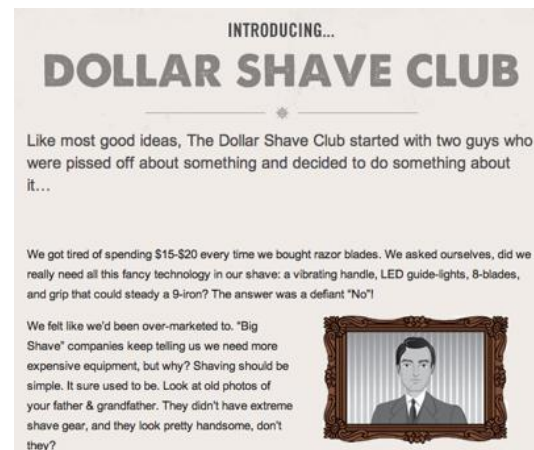 INTRODUCING...
DOLLAR SHAVE CLUB
Like most good ideas, The Dollar Shave Club started with two guys who
were pissed off about something and decided to do something about
it...
We got tired of spending $15-$20 every time we bought razor blades. We asked ourselves, did we
really need all this fancy technology in our shave: a vibrating handle, LED guide-lights, 8-blades,
and grip that could steady a 9-iron? The answer was a defiant "No"!
We felt like we'd been over-marketed to. "Big
Shave" companies keep telling us we need more
expensive equipment, but why? Shaving should be
simple. It sure used to be. Look at old photos of
your father & grandfather. They didn't have extreme
shave gear, and they look pretty handsome, don't
they?